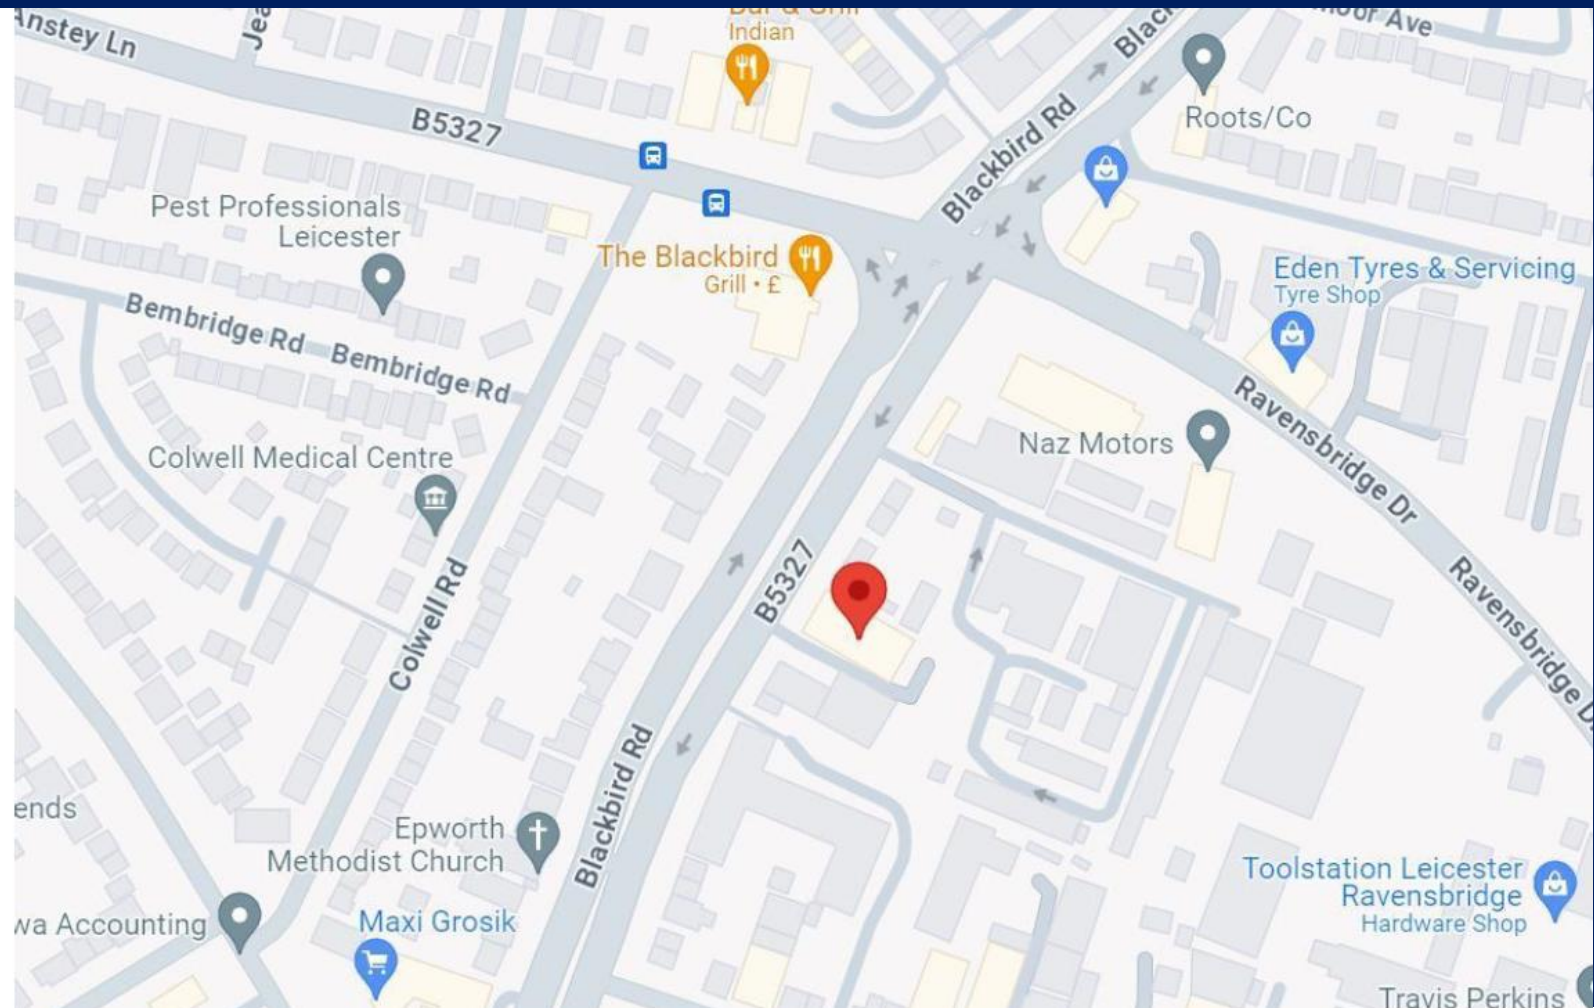 Anstey Ln
Indian
Blackbird Rd
Ave
B5327
Roots/Co
Pest Professionals
Leicester
The Blackbird
Grill • £
Eden Tyres & Servicing
Tyre Shop
Bembridge Rd
Bembridge Rd
Ravensbridge Dr
Naz Motors
Colwell Medical Centre
B5327
Colwell Rd
Ravensbridge
Blackbird Rd
ends
Epworth
Methodist Church
Toolstation Leicester
Ravensbridge
Hardware Shop
wa Accounting
Maxi Grosik
Travis Perkins